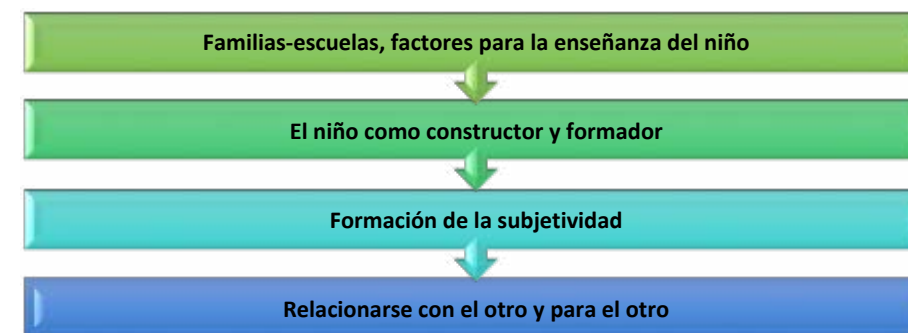 Familias-escuelas, factores para la enseñanza del niño
El niño como constructor y formador
Formación de la subjetividad
Relacionarse con el otro y para el otro